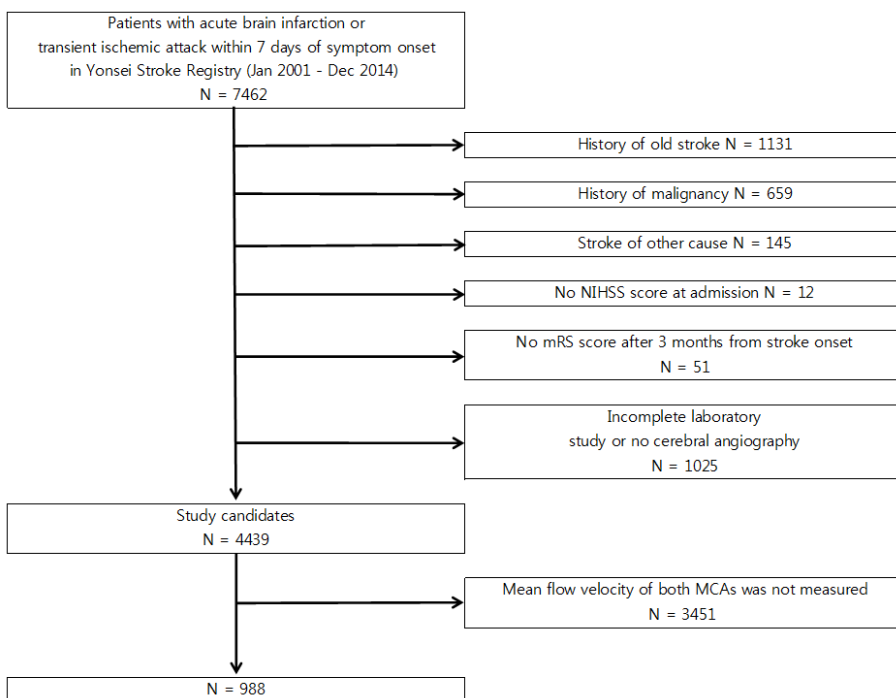 Patients with acute brain infarction or
transient ischemic attack within 7 days of symptom onset
in Yonsei Stroke Registry (Jan 2001 - Dec 2014)
N = 7462
History of old stroke N = 1131
History of malignancy N = 659
Stroke of other cause N = 145
No NIHSS score at admission N = 12
No mRS score after 3 months from stroke onset
N = 51
Incomplete laboratory
study or no cerebral angiography
N = 1025
Study candidates
N = 4439
Mean flow velocity of both MCAs was not measured
N = 3451
N = 988